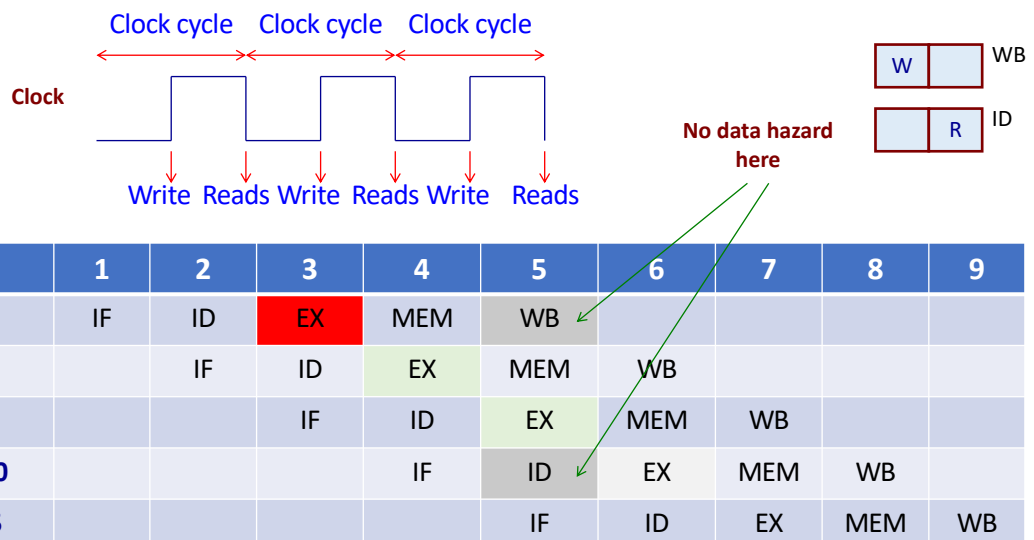 Clock cycle Clock cycle Clock cycle
WB
W
Clock
ID
R
No data hazard
here
Write Reads Write Reads Write Reads
1 2 3 4 5 6 7 8 9
IF ID EX MEM WB
IF ID EX MEM WB
IF ID EX MEM WB
IF ID EX MEM WB
IF ID EX MEM WB